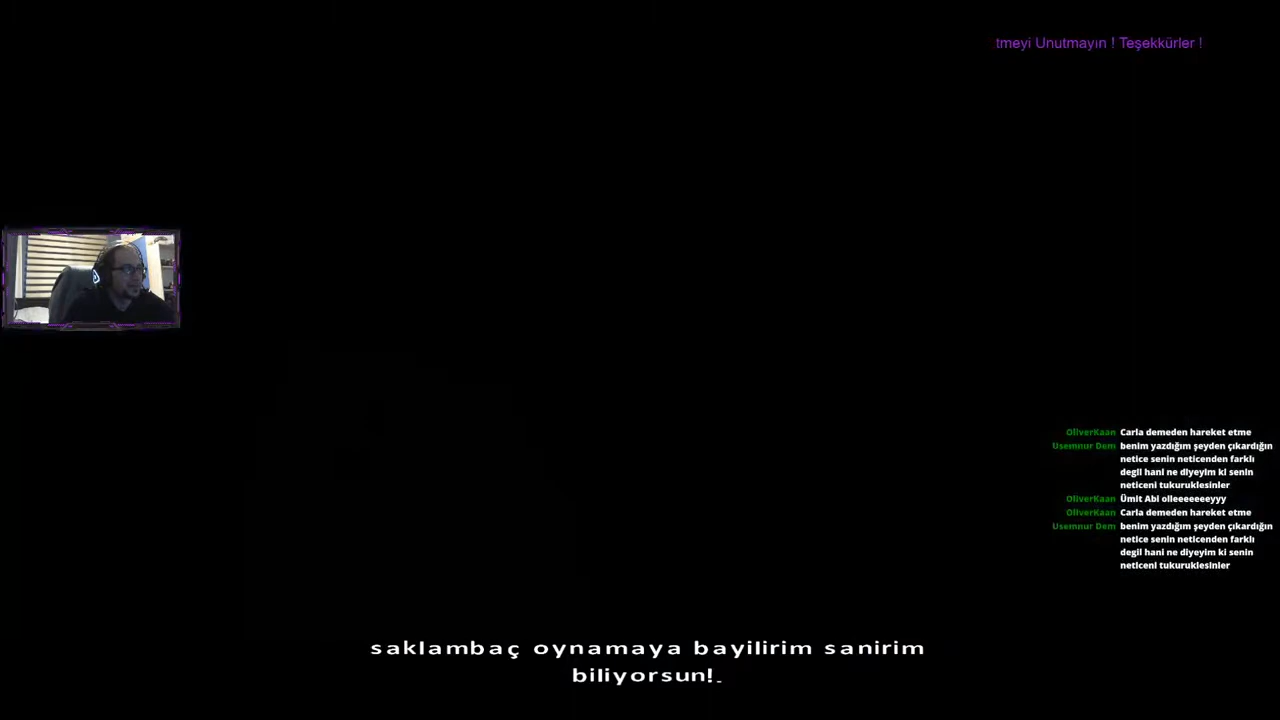 tmeyi Unutmayın ! Teşekkürler !
OliverKaan Carla demeden hareket etme
Usemnur Dem benim yazdığım şeyden çıkardığın
netice senin neticenden farklı
degil hani ne diyeyim ki senin
neticeni tukuruklesinler
OliverKaan Ümit Abi olleeeeeeeyyy
OliverKaan Carla demeden hareket etme
Usemnur Dem benim yazdığım şeyden çıkardığın
netice senin neticenden farklı
degil hani ne diyeyim ki senin
neticeni tukuruklesinler
saklambaç oynamaya bayilirim sanirim
biliyorsun!.